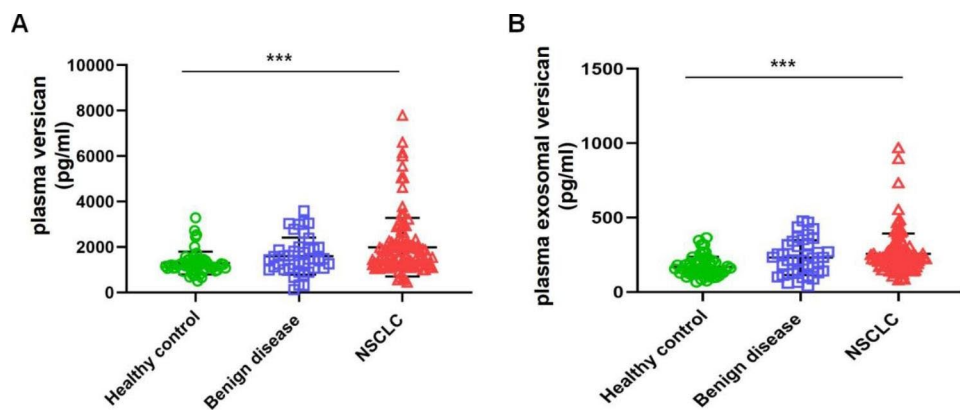 A
plasma versican
(pg/ml)
10000
8000
6000
4000
2000
0
***
Healthy control
Benign disease
NSCLC
B
plasma exosomal versican
(pg/ml)
1500
1000
500
0
***
Healthy control
Benign disease
NSCLC